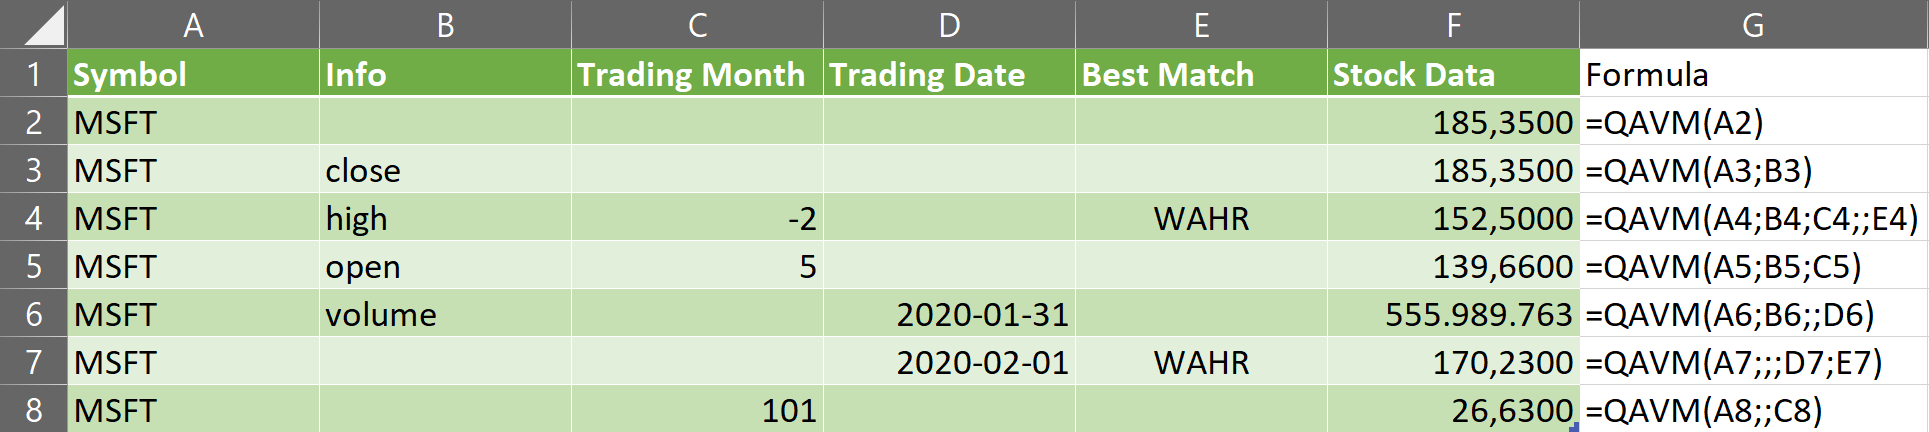 A B C D E F G
1 Symbol Info Trading Month Trading Date Best Match Stock Data Formula
2 MSFT 185,3500 =QAVM(A2)
3 MSFT close 185,3500 =QAVM(A3;B3)
4 MSFT high -2 WAHR 152,5000 =QAVM(A4;B4;C4;;E4)
5 MSFT open 5 139,6600 =QAVM(A5;B5;C5)
6 MSFT volume 2020-01-31 555.989.763 =QAVM(A6;B6;;D6)
7 MSFT 2020-02-01 WAHR 170,2300 =QAVM(A7;;;D7;E7)
8 MSFT 101 26,6300 =QAVM(A8;;C8)